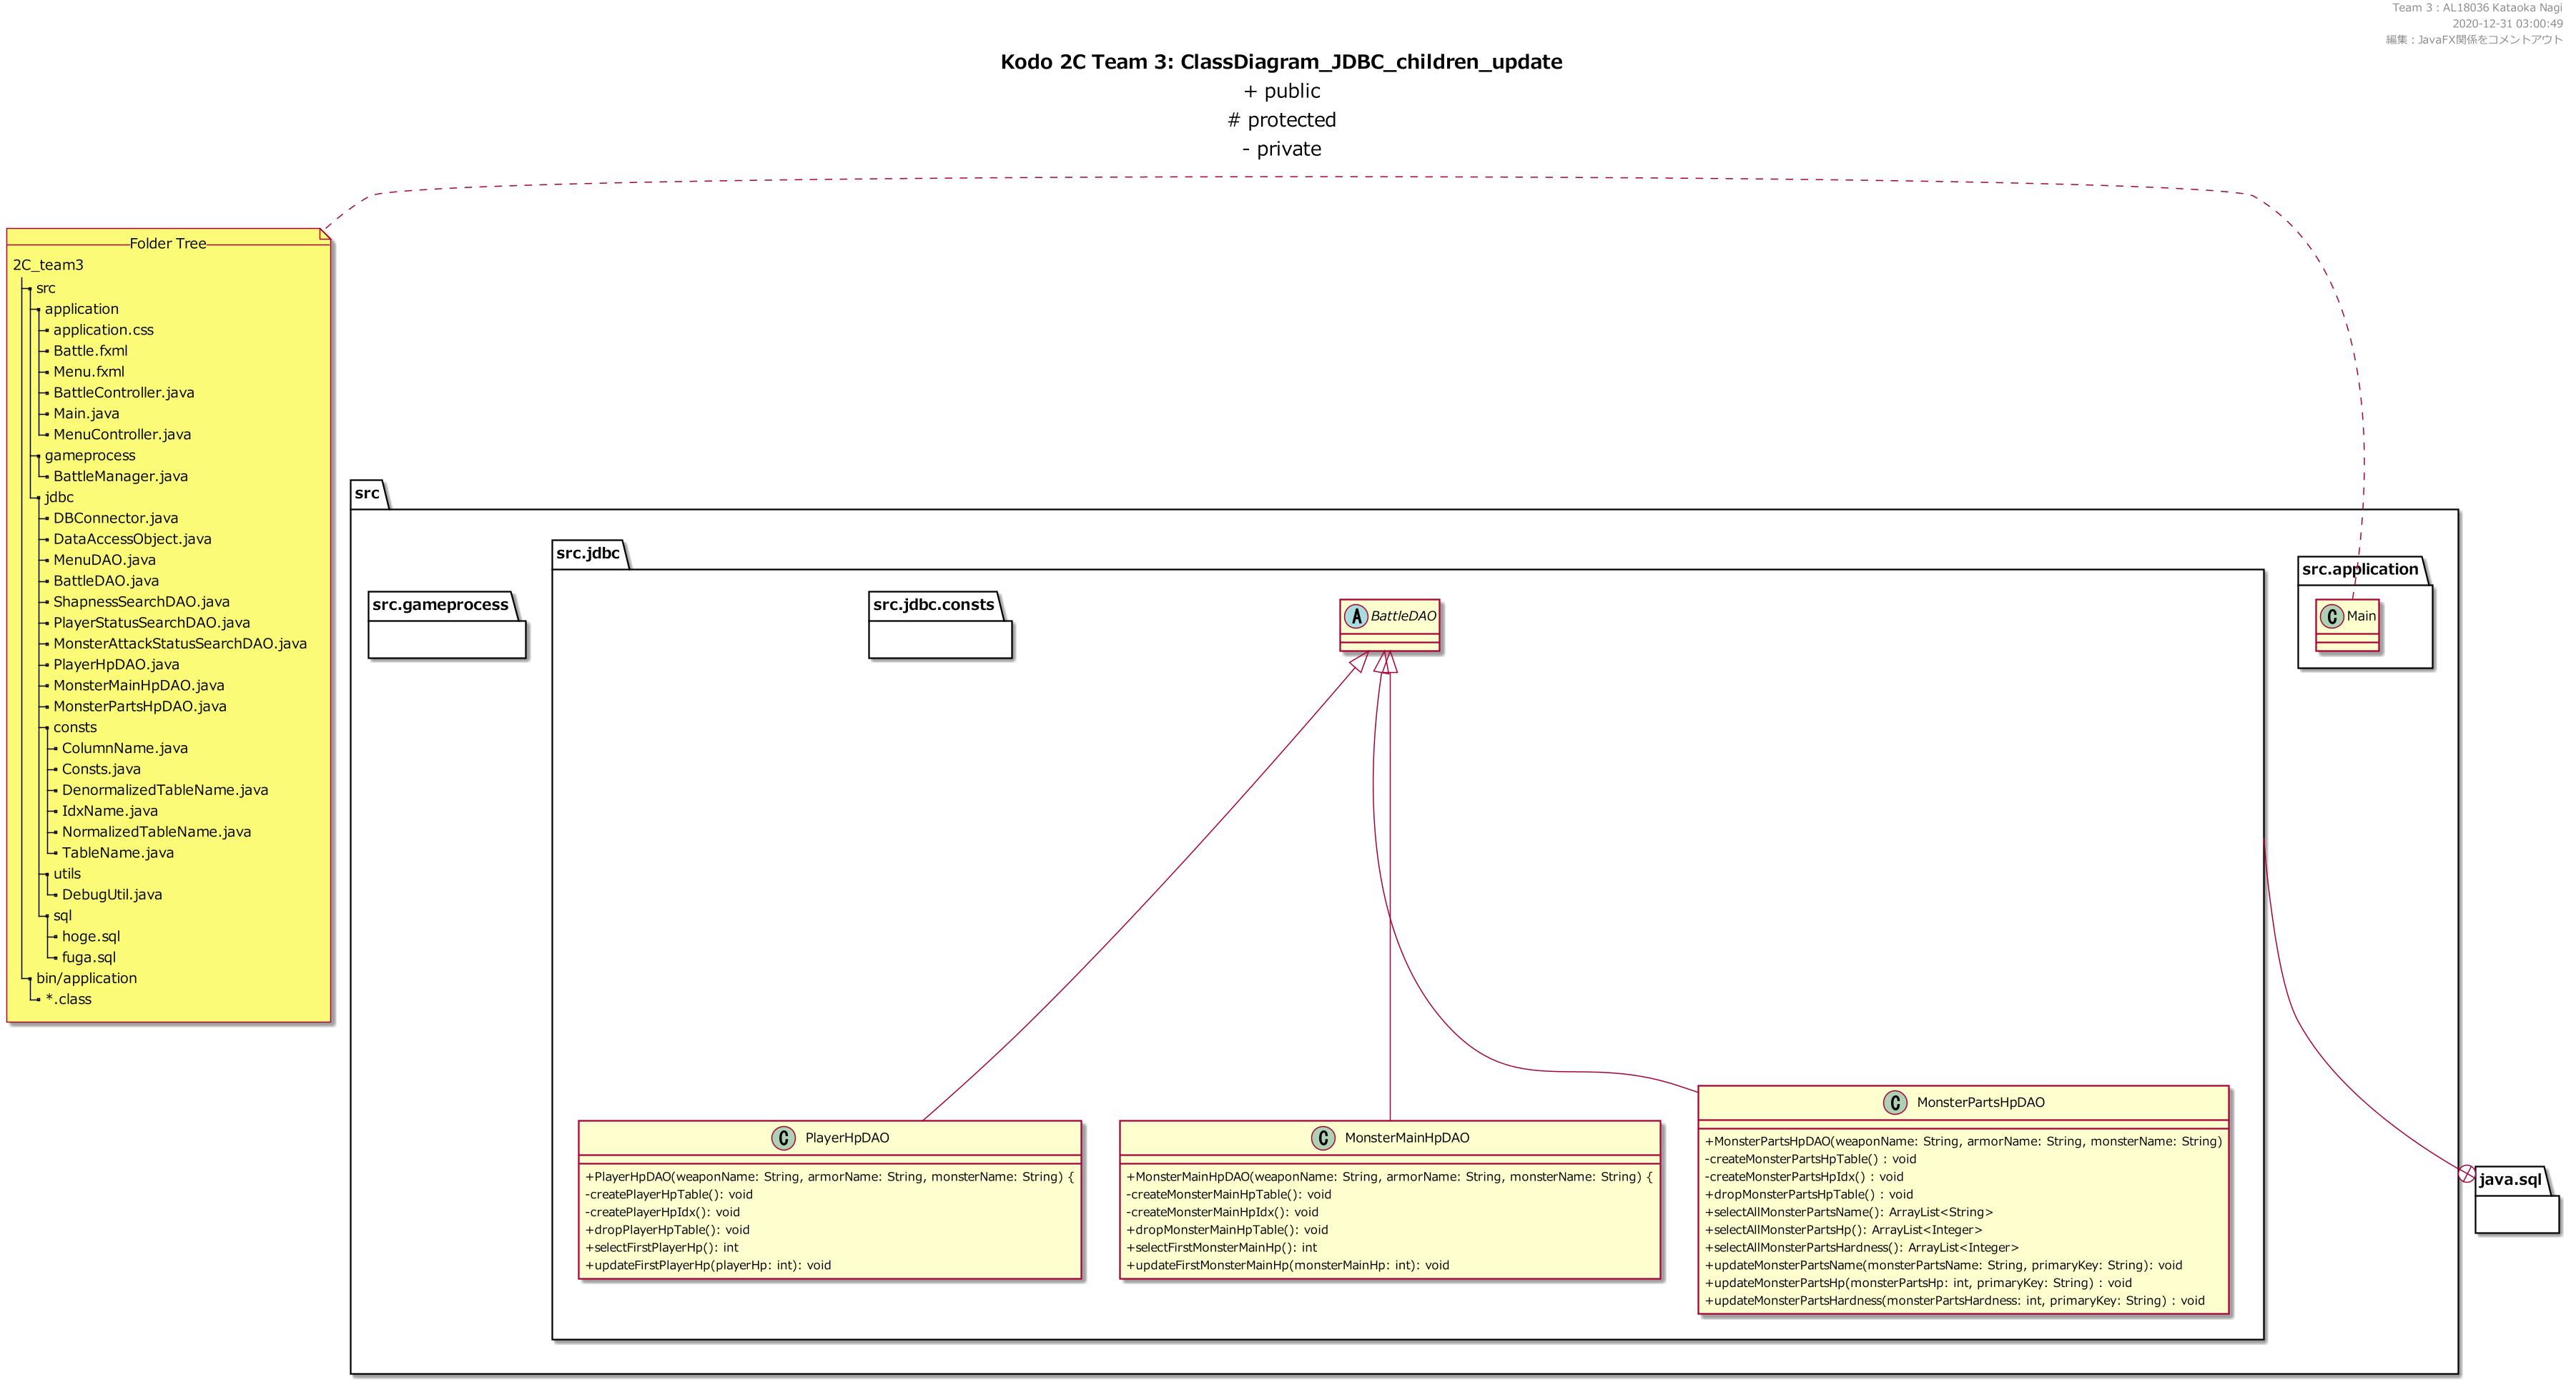 Team 3 : AL18036 Kataoka Nagi
2020-12-31 03:00:49
編集 : JavaFX関係をコメントアウト
Kodo 2C Team 3: ClassDiagram_JDBC_children_update
+ public
# protected
- private
Folder Tree
2C_team3
src
application
application.css
Battle.fxml
Menu.fxml
BattleController.java
Main.java
MenuController.java
gameprocess
BattleManager.java
jdbc
DBConnector.java
DataAccessObject.java
MenuDAO.java
BattleDAO.java
ShapnessSearchDAO.java
PlayerStatusSearchDAO.java
MonsterAttackStatusSearchDAO.java
PlayerHpDAO.java
MonsterMainHpDAO.java
MonsterPartsHpDAO.java
consts
ColumnName.java
Consts.java
DenormalizedTableName.java
IdxName.java
NormalizedTableName.java
TableName.java
utils
DebugUtil.java
sql
hoge.sql
fuga.sql
bin/application
*.class
src
src.jdbc
src.gameprocess
src.jdbc.consts
A BattleDAO
src.application
C Main
C PlayerHpDAO
+PlayerHpDAO(weaponName: String, armorName: String, monsterName: String) {
-createPlayerHpTable(): void
-createPlayerHpIdx(): void
+dropPlayerHpTable(): void
+selectFirstPlayerHp(): int
+updateFirstPlayerHp(playerHp: int): void
C MonsterMainHpDAO
+MonsterMainHpDAO(weaponName: String, armorName: String, monsterName: String) {
-createMonsterMainHpTable(): void
-createMonsterMainHpIdx(): void
+dropMonsterMainHpTable(): void
+selectFirstMonsterMainHp(): int
+updateFirstMonsterMainHp(monsterMainHp: int): void
C MonsterPartsHpDAO
+MonsterPartsHpDAO(weaponName: String, armorName: String, monsterName: String)
-createMonsterPartsHpTable() : void
-createMonsterPartsHpIdx() : void
+dropMonsterPartsHpTable() : void
+selectAllMonsterPartsName(): ArrayList<String>
+selectAllMonsterPartsHp(): ArrayList<Integer>
+selectAllMonsterPartsHardness(): ArrayList<Integer>
+updateMonsterPartsName(monsterPartsName: String, primaryKey: String): void
+updateMonsterPartsHp(monsterPartsHp: int, primaryKey: String) : void
+updateMonsterPartsHardness(monsterPartsHardness: int, primaryKey: String) : void
java.sql